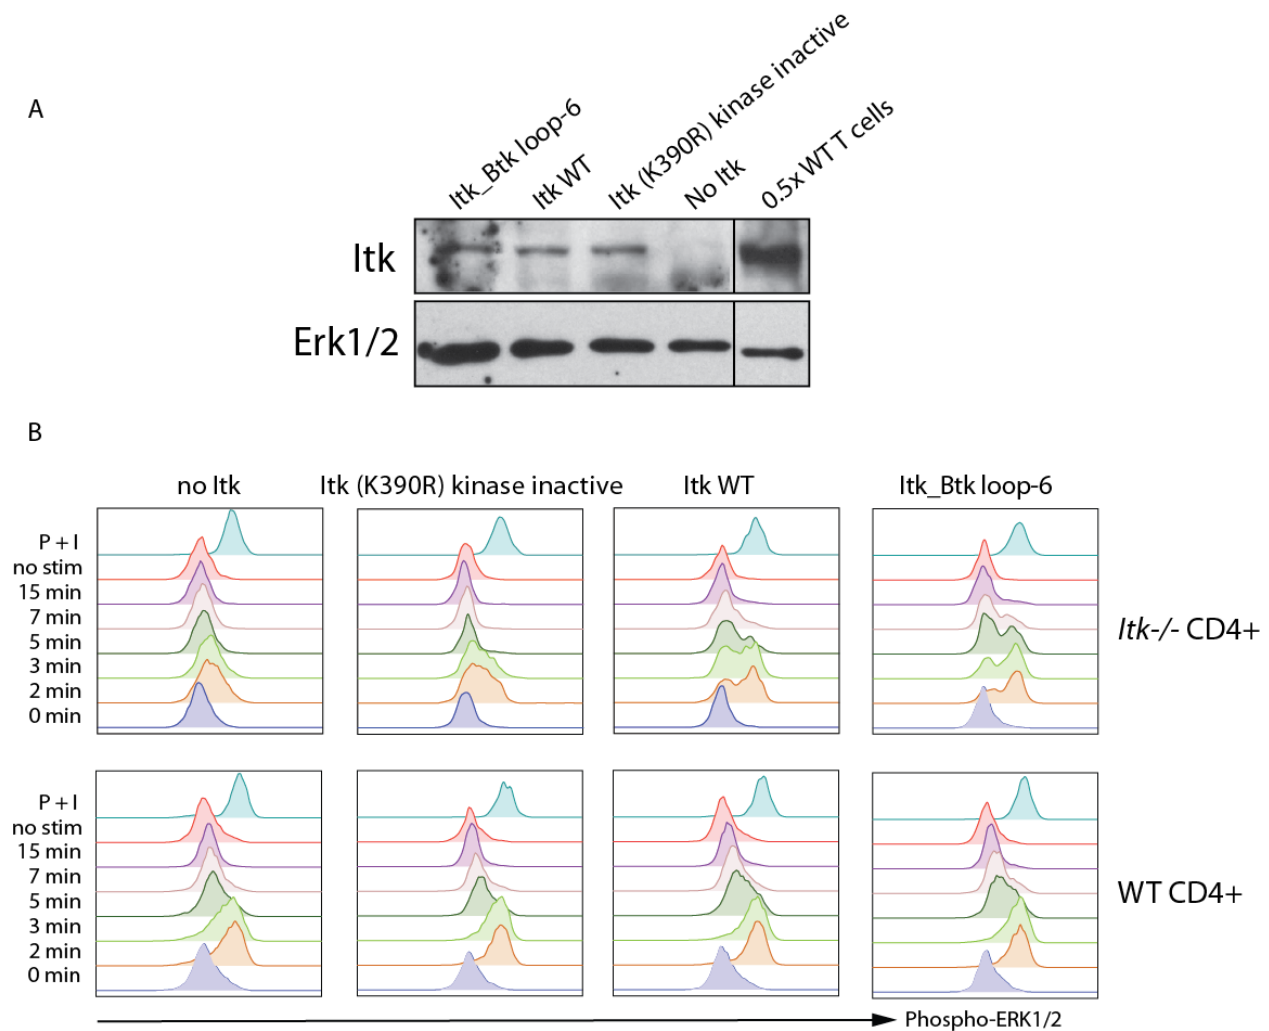 A
Itk_Btk loop-6
Itk WT
Itk (K390R) kinase inactive
No Itk
0.5x WT T cells
Itk
Erk1/2
B
no Itk
Itk (K390R) kinase inactive
Itk WT
Itk_Btk loop-6
P + I
no stim
15 min
7 min
5 min
3 min
2 min
0 min
Itk-/- CD4+
P + I
no stim
15 min
7 min
5 min
3 min
2 min
0 min
WT CD4+
Phospho-ERK1/2